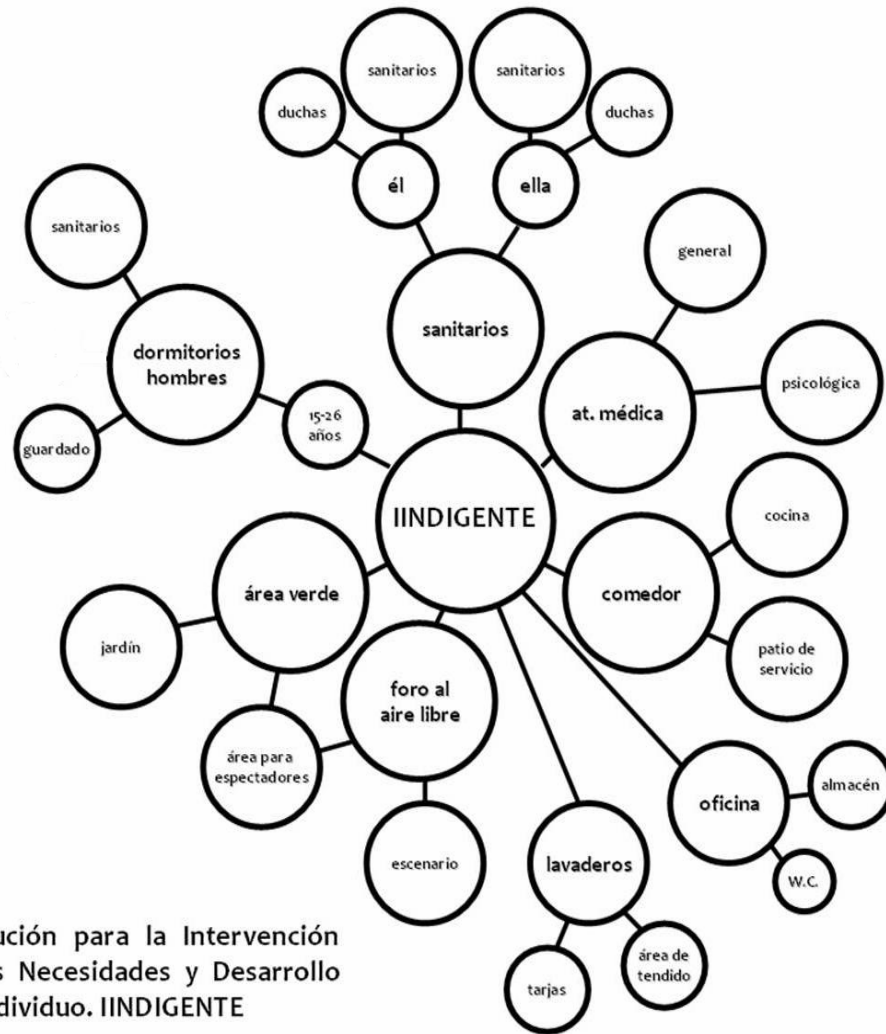 sanitarios
sanitarios
duchas
duchas
él
ella
sanitarios
general
sanitarios
dormitorios
hombres
psicológica
15-26
años
at. médica
guardado
IINDIGENTE
cocina
área verde
comedor
jardín
patio de
servicio
foro al
aire libre
área para
espectadores
oficina
almacén
escenario
lavaderos
W.C.
tarjas
área de
tendido
ución para la Intervención
s Necesidades y Desarrollo
dividuo. IINDIGENTE